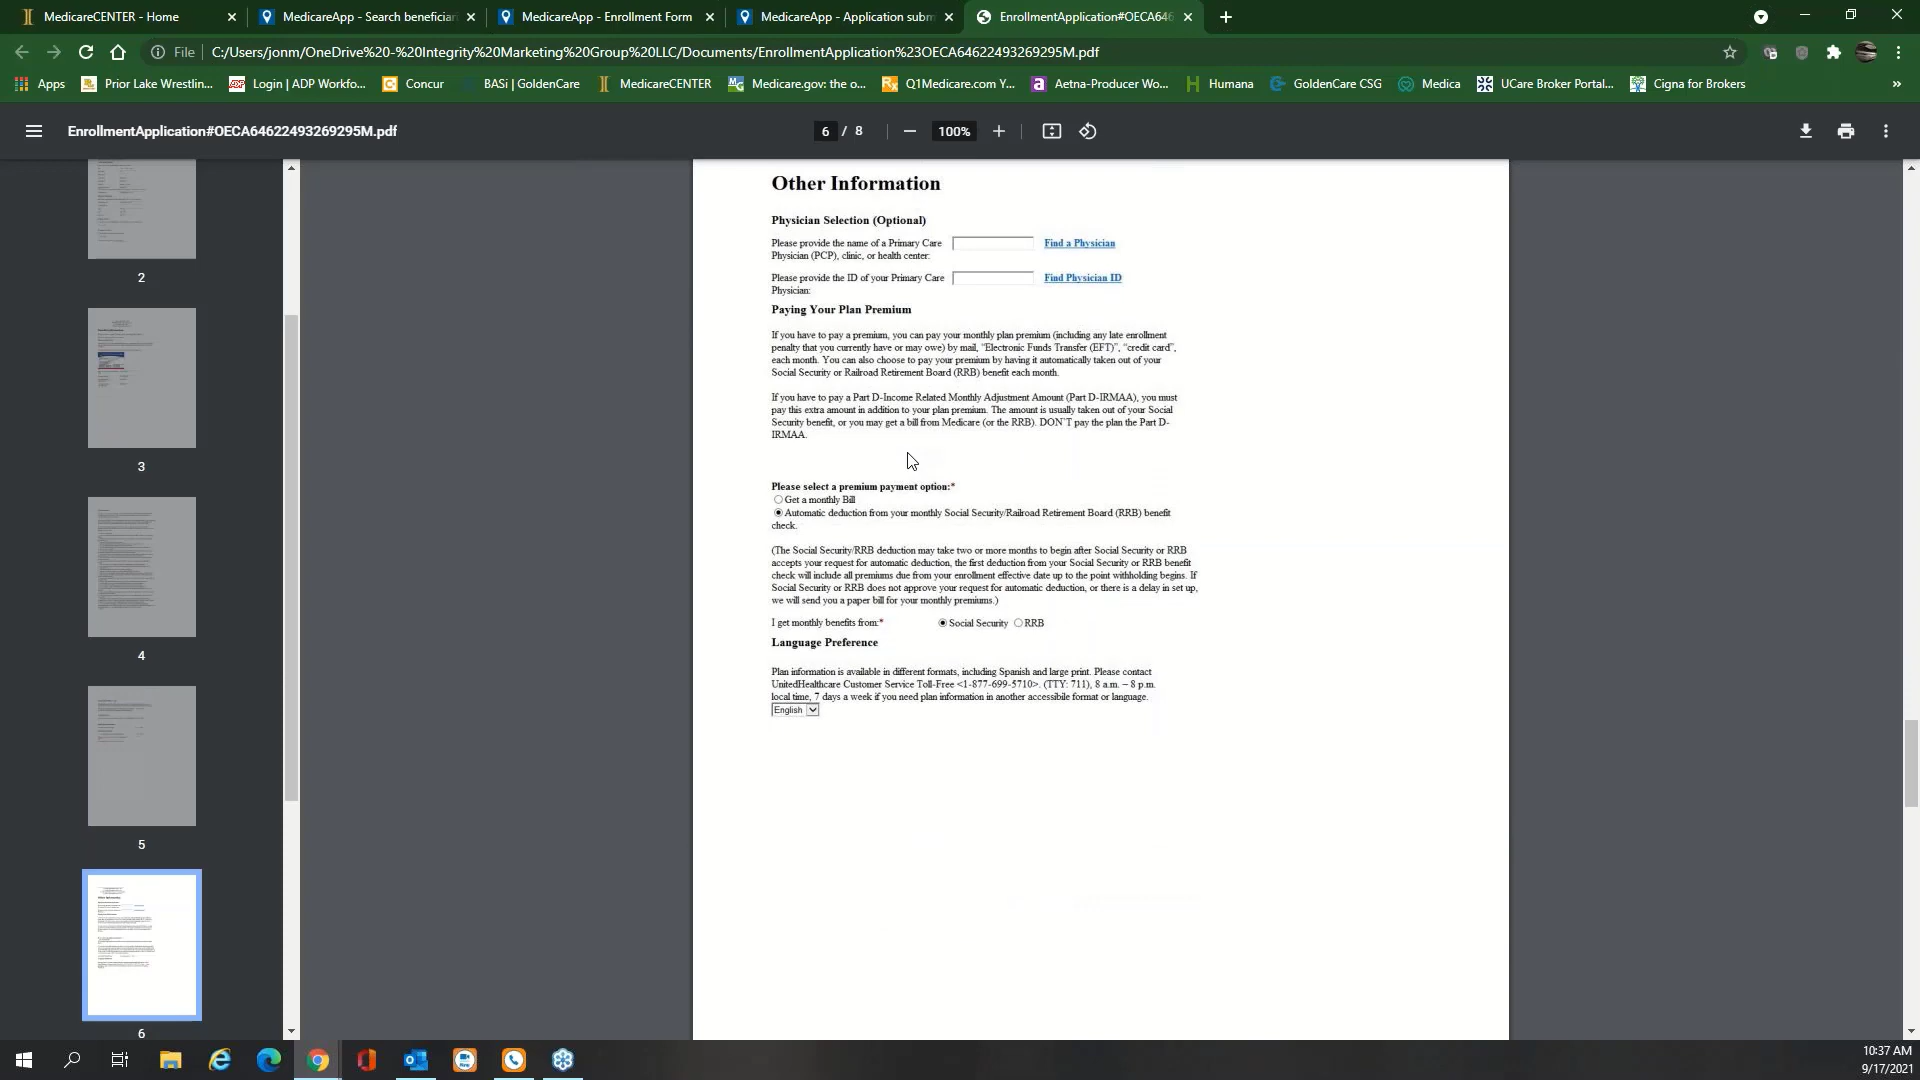 MedicareCENTER - Home
MedicareApp - Search beneficiar
MedicareApp - Enrollment Form
MedicareApp - Application subm
EnrollmentApplication#OECA646
File
C:/Users/jonm/OneDrive%20-%20Integrity%20Marketing%20Group%20LLC/Documents/EnrollmentApplication%23OECA64622493269295M.pdf
Apps
Prior Lake Wrestlin...
Login | ADP Workfo...
Concur
BASi | GoldenCare
MedicareCENTER
Medicare.gov: the o...
Q1Medicare.com Y...
Aetna-Producer Wo...
Humana
GoldenCare CSG
Medica
UCare Broker Portal...
Cigna for Brokers
»
EnrollmentApplication#OECA64622493269295M.pdf
6 / 8
100%
2
3
4
5
6
Other Information
Physician Selection (Optional)
Please provide the name of a Primary Care
Physician (PCP), clinic, or health center:
Find a Physician
Please provide the ID of your Primary Care
Physician:
Find Physician ID
Paying Your Plan Premium
If you have to pay a premium, you can pay your monthly plan premium (including any late enrollment
penalty that you currently have or may owe) by mail, “Electronic Funds Transfer (EFT)”, “credit card”,
each month. You can also choose to pay your premium by having it automatically taken out of your
Social Security or Railroad Retirement Board (RRB) benefit each month.
If you have to pay a Part D-Income Related Monthly Adjustment Amount (Part D-IRMAA), you must
pay this extra amount in addition to your plan premium. The amount is usually taken out of your Social
Security benefit, or you may get a bill from Medicare (or the RRB). DON’T pay the plan the Part D-
IRMAA.
Please select a premium payment option:*
Get a monthly Bill
Automatic deduction from your monthly Social Security/Railroad Retirement Board (RRB) benefit
check.
(The Social Security/RRB deduction may take two or more months to begin after Social Security or RRB
accepts your request for automatic deduction, the first deduction from your Social Security or RRB benefit
check will include all premiums due from your enrollment effective date up to the point withholding begins. If
Social Security or RRB does not approve your request for automatic deduction, or there is a delay in set up,
we will send you a paper bill for your monthly premiums.)
I get monthly benefits from:*
Social Security
RRB
Language Preference
Plan information is available in different formats, including Spanish and large print. Please contact
UnitedHealthcare Customer Service Toll-Free <1-877-699-5710>. (TTY: 711), 8 a.m. – 8 p.m.
local time, 7 days a week if you need plan information in another accessibile format or language.
English
10:37 AM
9/17/2021